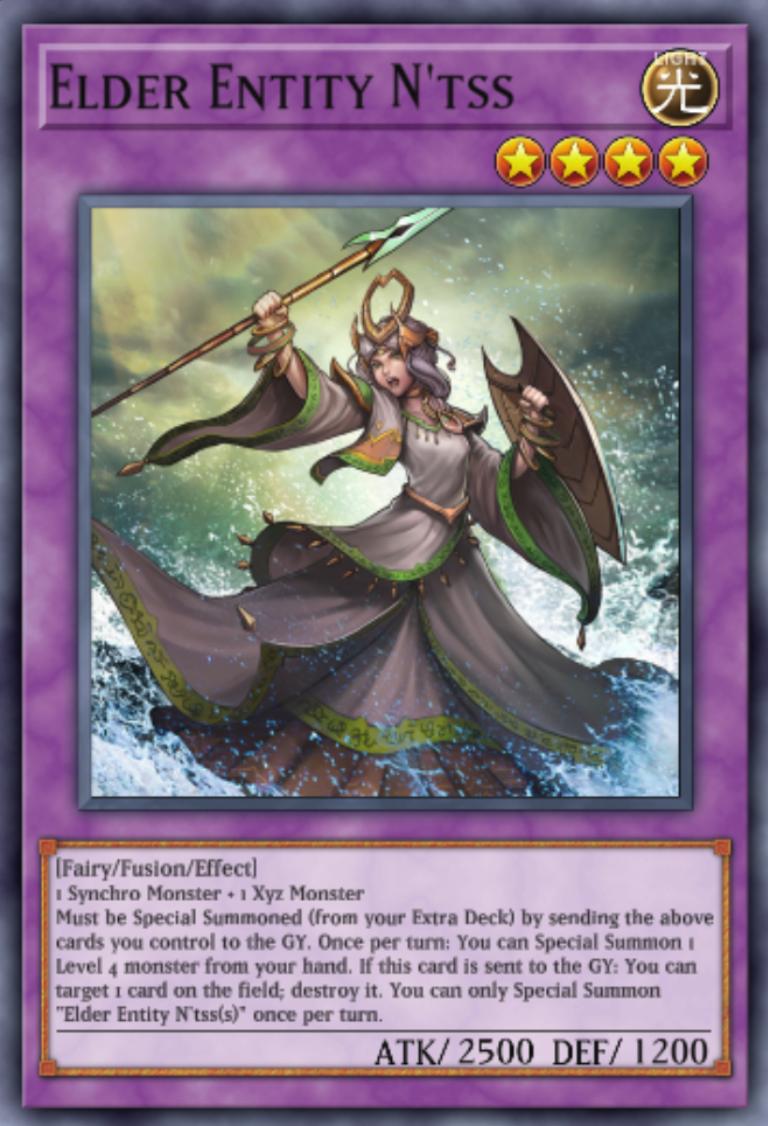 ELDER ENTITY N'TSS
LIGHT
光
[Fairy/Fusion/Effect]
1 Synchro Monster + 1 Xyz Monster
Must be Special Summoned (from your Extra Deck) by sending the above
cards you control to the GY. Once per turn: You can Special Summon 1
Level 4 monster from your hand. If this card is sent to the GY: You can
target 1 card on the field; destroy it. You can only Special Summon
"Elder Entity N'tss(s)" once per turn.
ATK/ 2500 DEF/ 1200